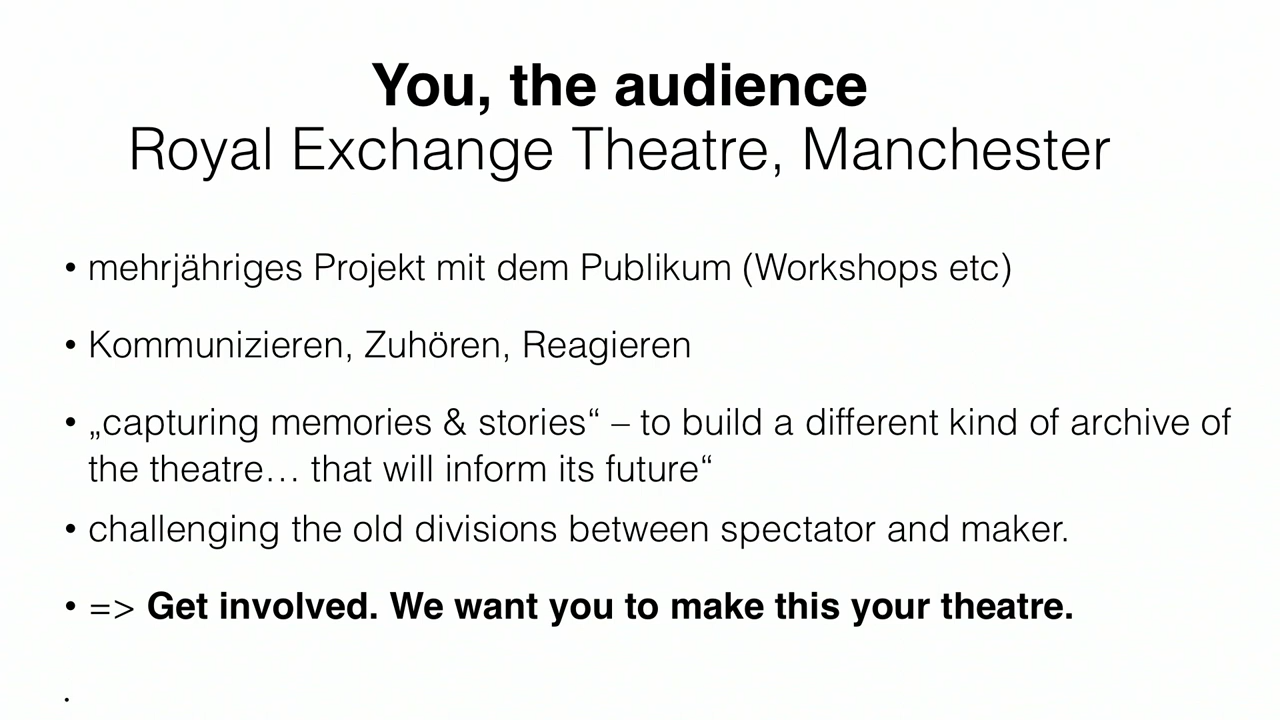 You, the audience
Royal Exchange Theatre, Manchester
• mehrjähriges Projekt mit dem Publikum (Workshops etc)
• Kommunizieren, Zuhören, Reagieren
• „capturing memories & stories“ – to build a different kind of archive of
the theatre… that will inform its future“
• challenging the old divisions between spectator and maker.
• => Get involved. We want you to make this your theatre.
•